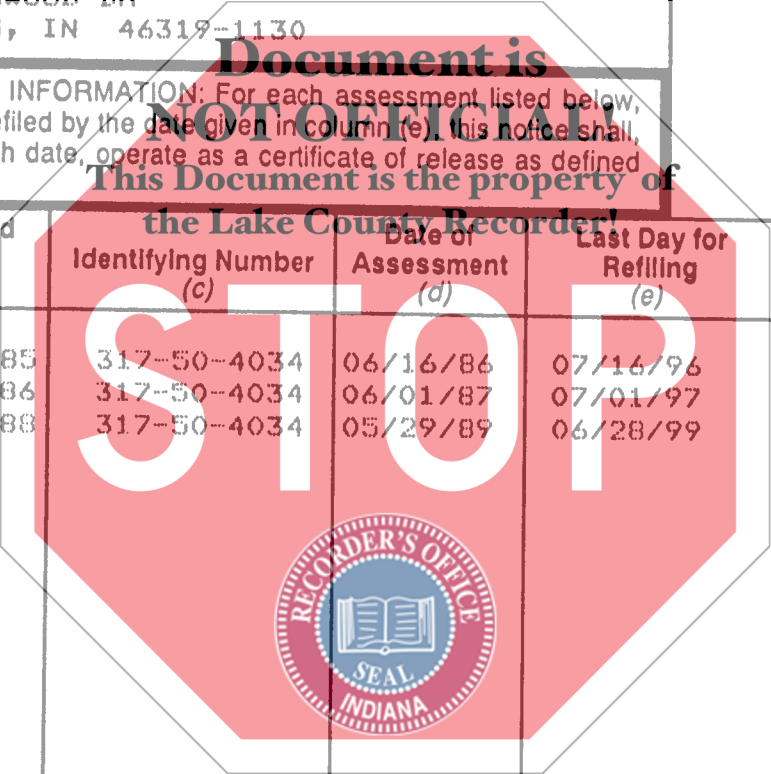 , IN 46319-1130
Document is
INFORMATION: For each assessment listed below,
NOT OFFICIAL!
efiled by the date given in column (e), this notice shall,
h date, operate as a certificate of release as defined
This Document is the property of
the Lake County Recorder!
d
Identifying Number
(c)
Date of
Assessment
(d)
Last Day for
Refiling
(e)
85 317-50-4034 06/16/86 07/16/96
86 317-50-4034 06/01/87 07/01/97
88 317-50-4034 05/29/89 06/28/99
STOP
RECORDER'S OFFICE
SEAL
INDIANA